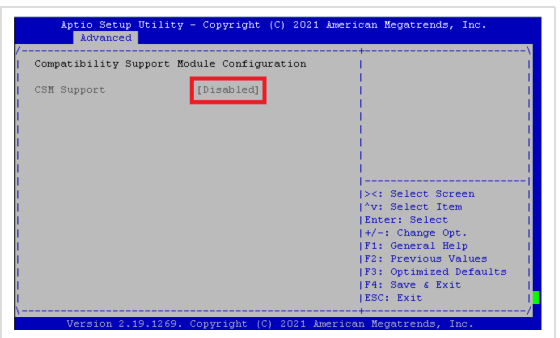 Aptio Setup Utility - Copyright (C) 2021 American Megatrends, Inc.
Advanced
Compatibility Support Module Configuration
CSM Support [Disabled]
><: Select Screen
^v: Select Item
Enter: Select
+/-: Change Opt.
F1: General Help
F2: Previous Values
F3: Optimized Defaults
F4: Save & Exit
ESC: Exit
Version 2.19.1269. Copyright (C) 2021 American Megatrends, Inc.